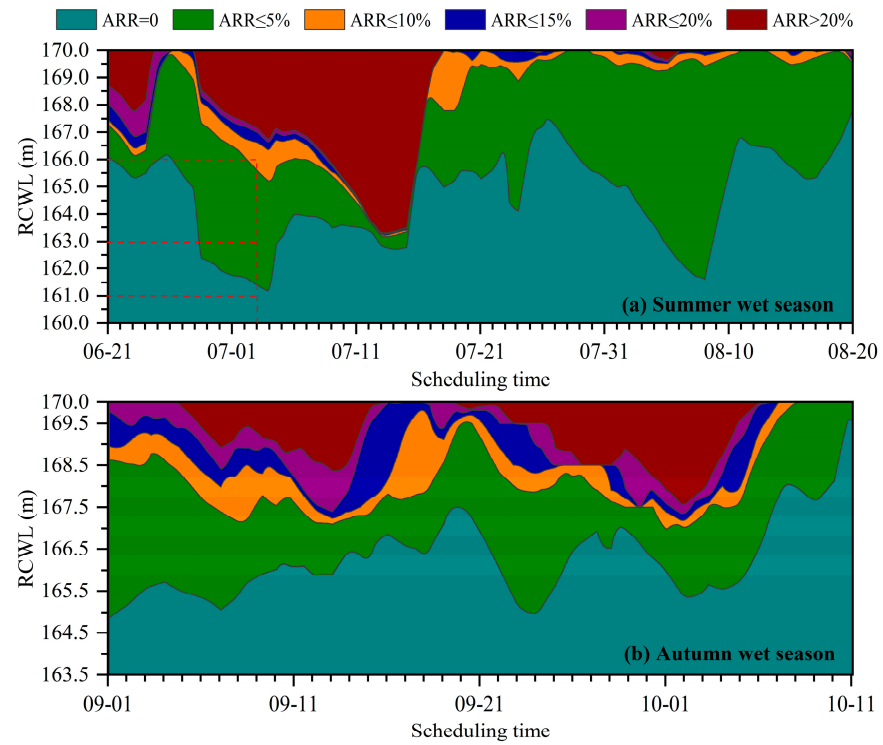 ARR=0 ARR≤5% ARR≤10% ARR≤15% ARR≤20% ARR>20%
170.0
169.0
168.0
167.0
166.0
165.0
164.0
163.0
162.0
161.0
160.0
RCWL (m)
(a) Summer wet season
06-21 07-01 07-11 07-21 07-31 08-10 08-20
Scheduling time
170.0
169.5
168.5
167.5
166.5
165.5
164.5
163.5
RCWL (m)
(b) Autumn wet season
09-01 09-11 09-21 10-01 10-11
Scheduling time